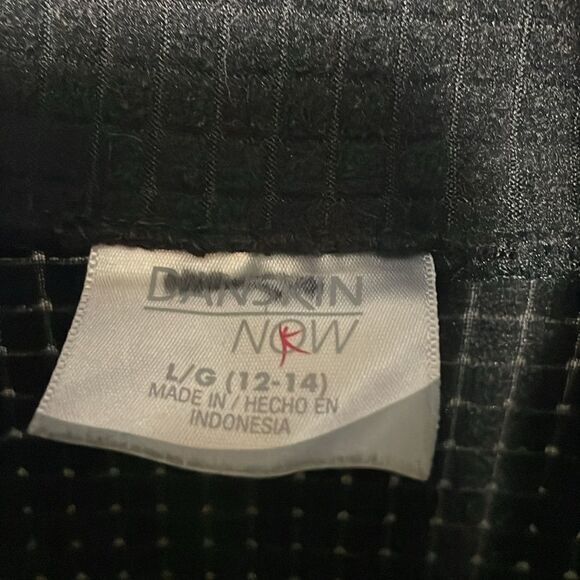 DANSKIN
NOW
L/G (12-14)
MADE IN / HECHO EN
INDONESIA